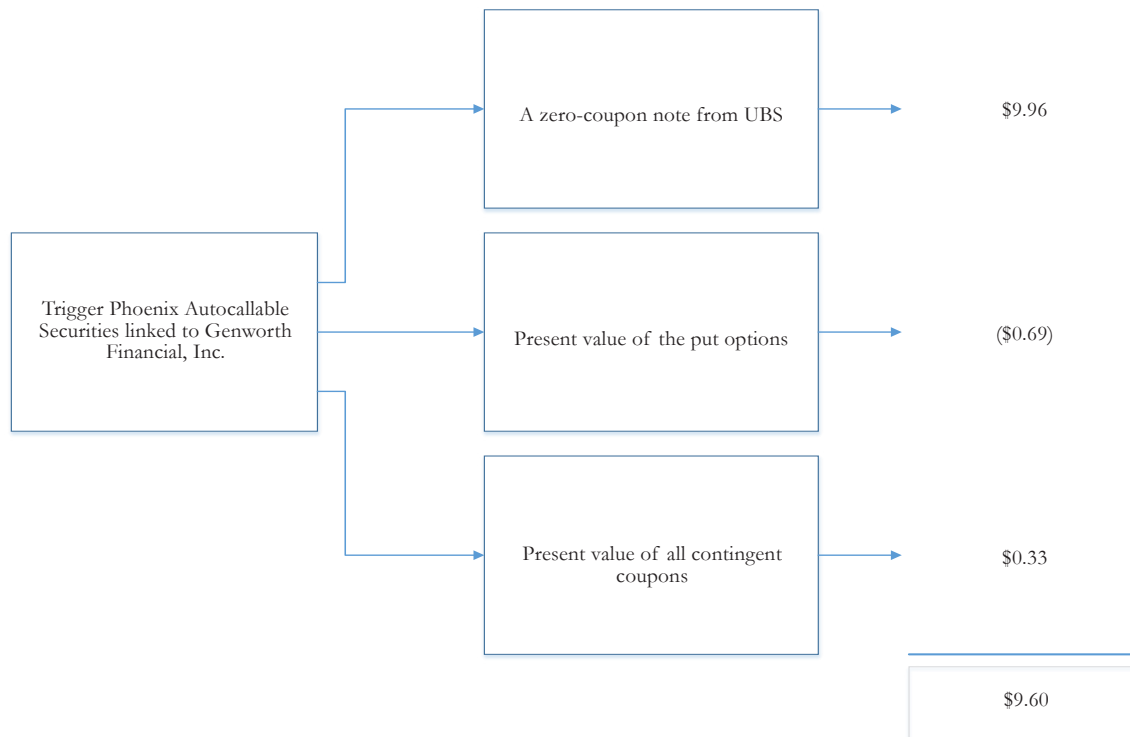 A zero-coupon note from UBS
$9.96
Trigger Phoenix Autocallable
Securities linked to Genworth
Financial, Inc.
Present value of the put options
($0.69)
Present value of all contingent
coupons
$0.33
$9.60